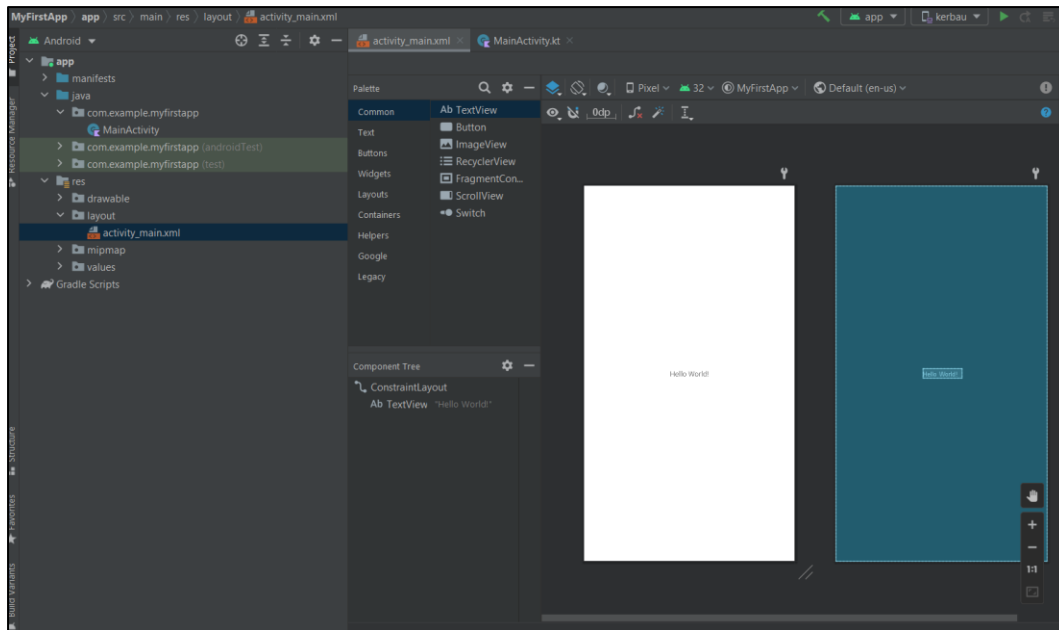 MyFirstApp app src main res layout activity_main.xml
app kerbau
Project
Resource Manager
Structure
Favorites
Build Variants
Android
app
manifests
java
com.example.myfirstapp
MainActivity
com.example.myfirstapp (androidTest)
com.example.myfirstapp (test)
res
drawable
layout
activity_main.xml
mipmap
values
Gradle Scripts
activity_main.xml MainActivity.kt
Palette
Common
Text
Buttons
Widgets
Layouts
Containers
Helpers
Google
Legacy
Ab TextView
Button
ImageView
RecyclerView
FragmentCon...
ScrollView
Switch
Component Tree
ConstraintLayout
Ab TextView "Hello World!"
Pixel 32 MyFirstApp Default (en-us)
0dp
Hello World!
Hello World!
1:1